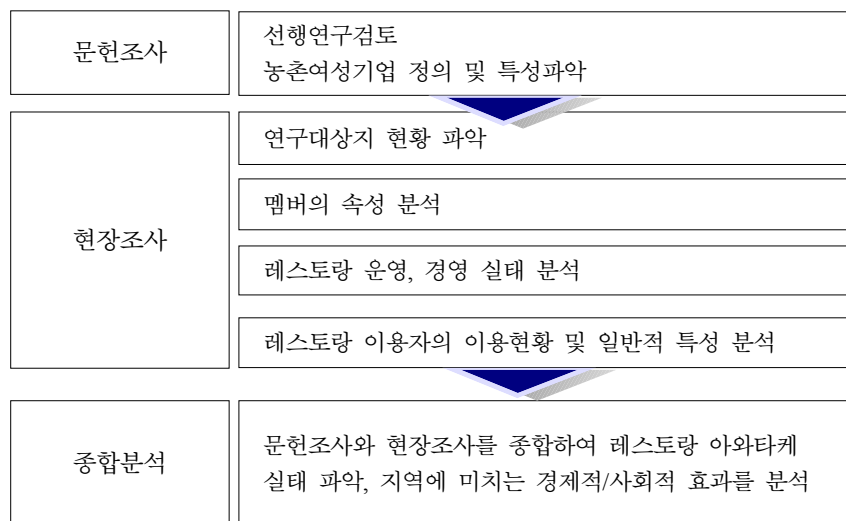 문헌조사
선행연구검토
농촌여성기업 정의 및 특성파악
현장조사
연구대상지 현황 파악
멤버의 속성 분석
레스토랑 운영, 경영 실태 분석
레스토랑 이용자의 이용현황 및 일반적 특성 분석
종합분석
문헌조사와 현장조사를 종합하여 레스토랑 아와타케
실태 파악, 지역에 미치는 경제적/사회적 효과를 분석